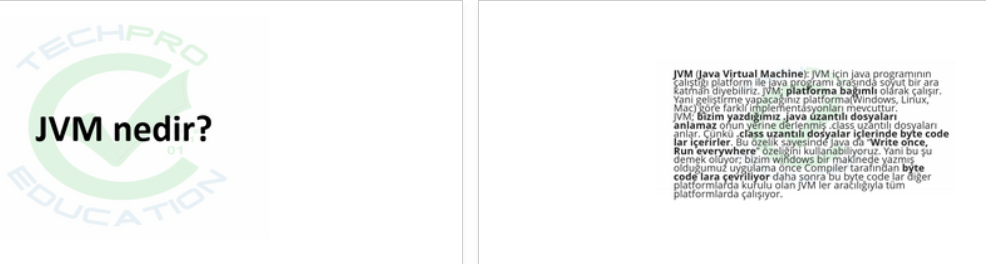 TECHPRO
JVM nedir?
01
EDUCATION
JVM (Java Virtual Machine): JVM için java programının
çalıştığı platform ile java programı arasında soyut bir ara
katman diyebiliriz. JVM; platforma bağımlı olarak çalışır.
Yani geliştirme yapacağınız platforma(Windows, Linux,
Mac) göre farklı implementasyonları mevcuttur.
JVM; bizim yazdığımız .java uzantılı dosyaları
anlamaz onun yerine derlenmiş .class uzantılı dosyaları
anlar. Çünkü .class uzantılı dosyalar içlerinde byte code
lar içerirler. Bu özelik sayesinde Java da "Write once,
Run everywhere" özeliğini kullanabiliyoruz. Yani bu şu
demek oluyor; bizim windows bir makinede yazmış
olduğumuz uygulama önce Compiler tarafından byte
code lara çevriliyor daha sonra bu byte code lar diğer
platformlarda kurulu olan JVM ler aracılığıyla tüm
platformlarda çalışıyor.